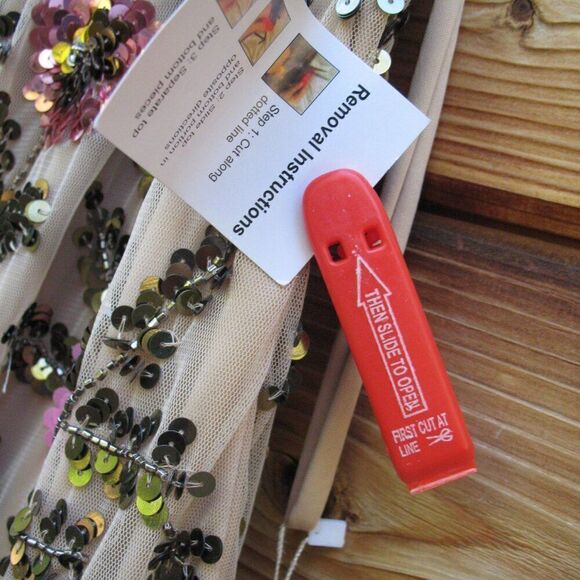 Removal Instructions
Step 1: Cut along
dotted line
Step 2: Slide top
and bottom portion in
opposite directions
Step 3: Separate top
and bottom pieces
THEN SLIDE TO OPEN
FIRST CUT AT
LINE